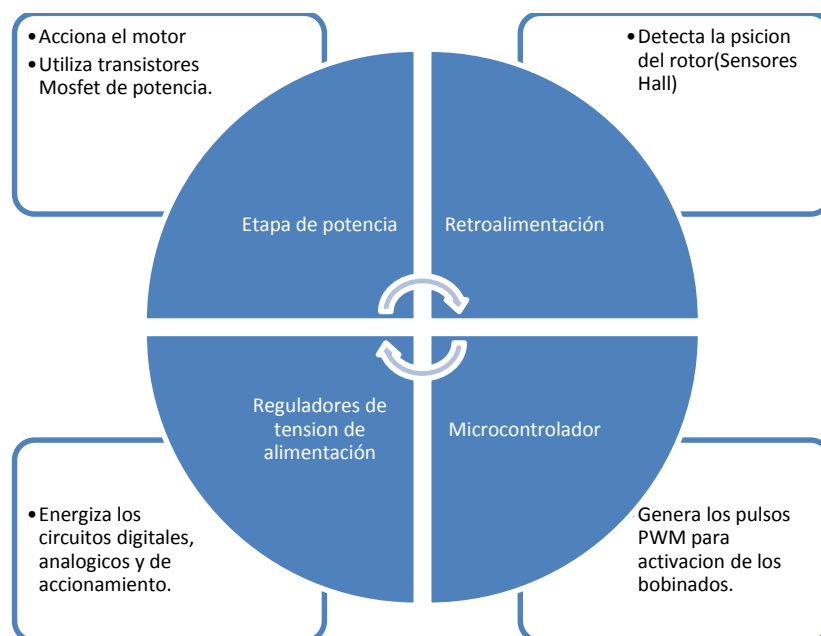 •Acciona el motor
•Utiliza transistores
Mosfet de potencia.
•Detecta la psicion
del rotor(Sensores
Hall)
Etapa de potencia
Retroalimentación
Reguladores de
tension de
alimentación
Microcontrolador
•Energiza los
circuitos digitales,
analogicos y de
accionamiento.
Genera los pulsos
PWM para
activacion de los
bobinados.